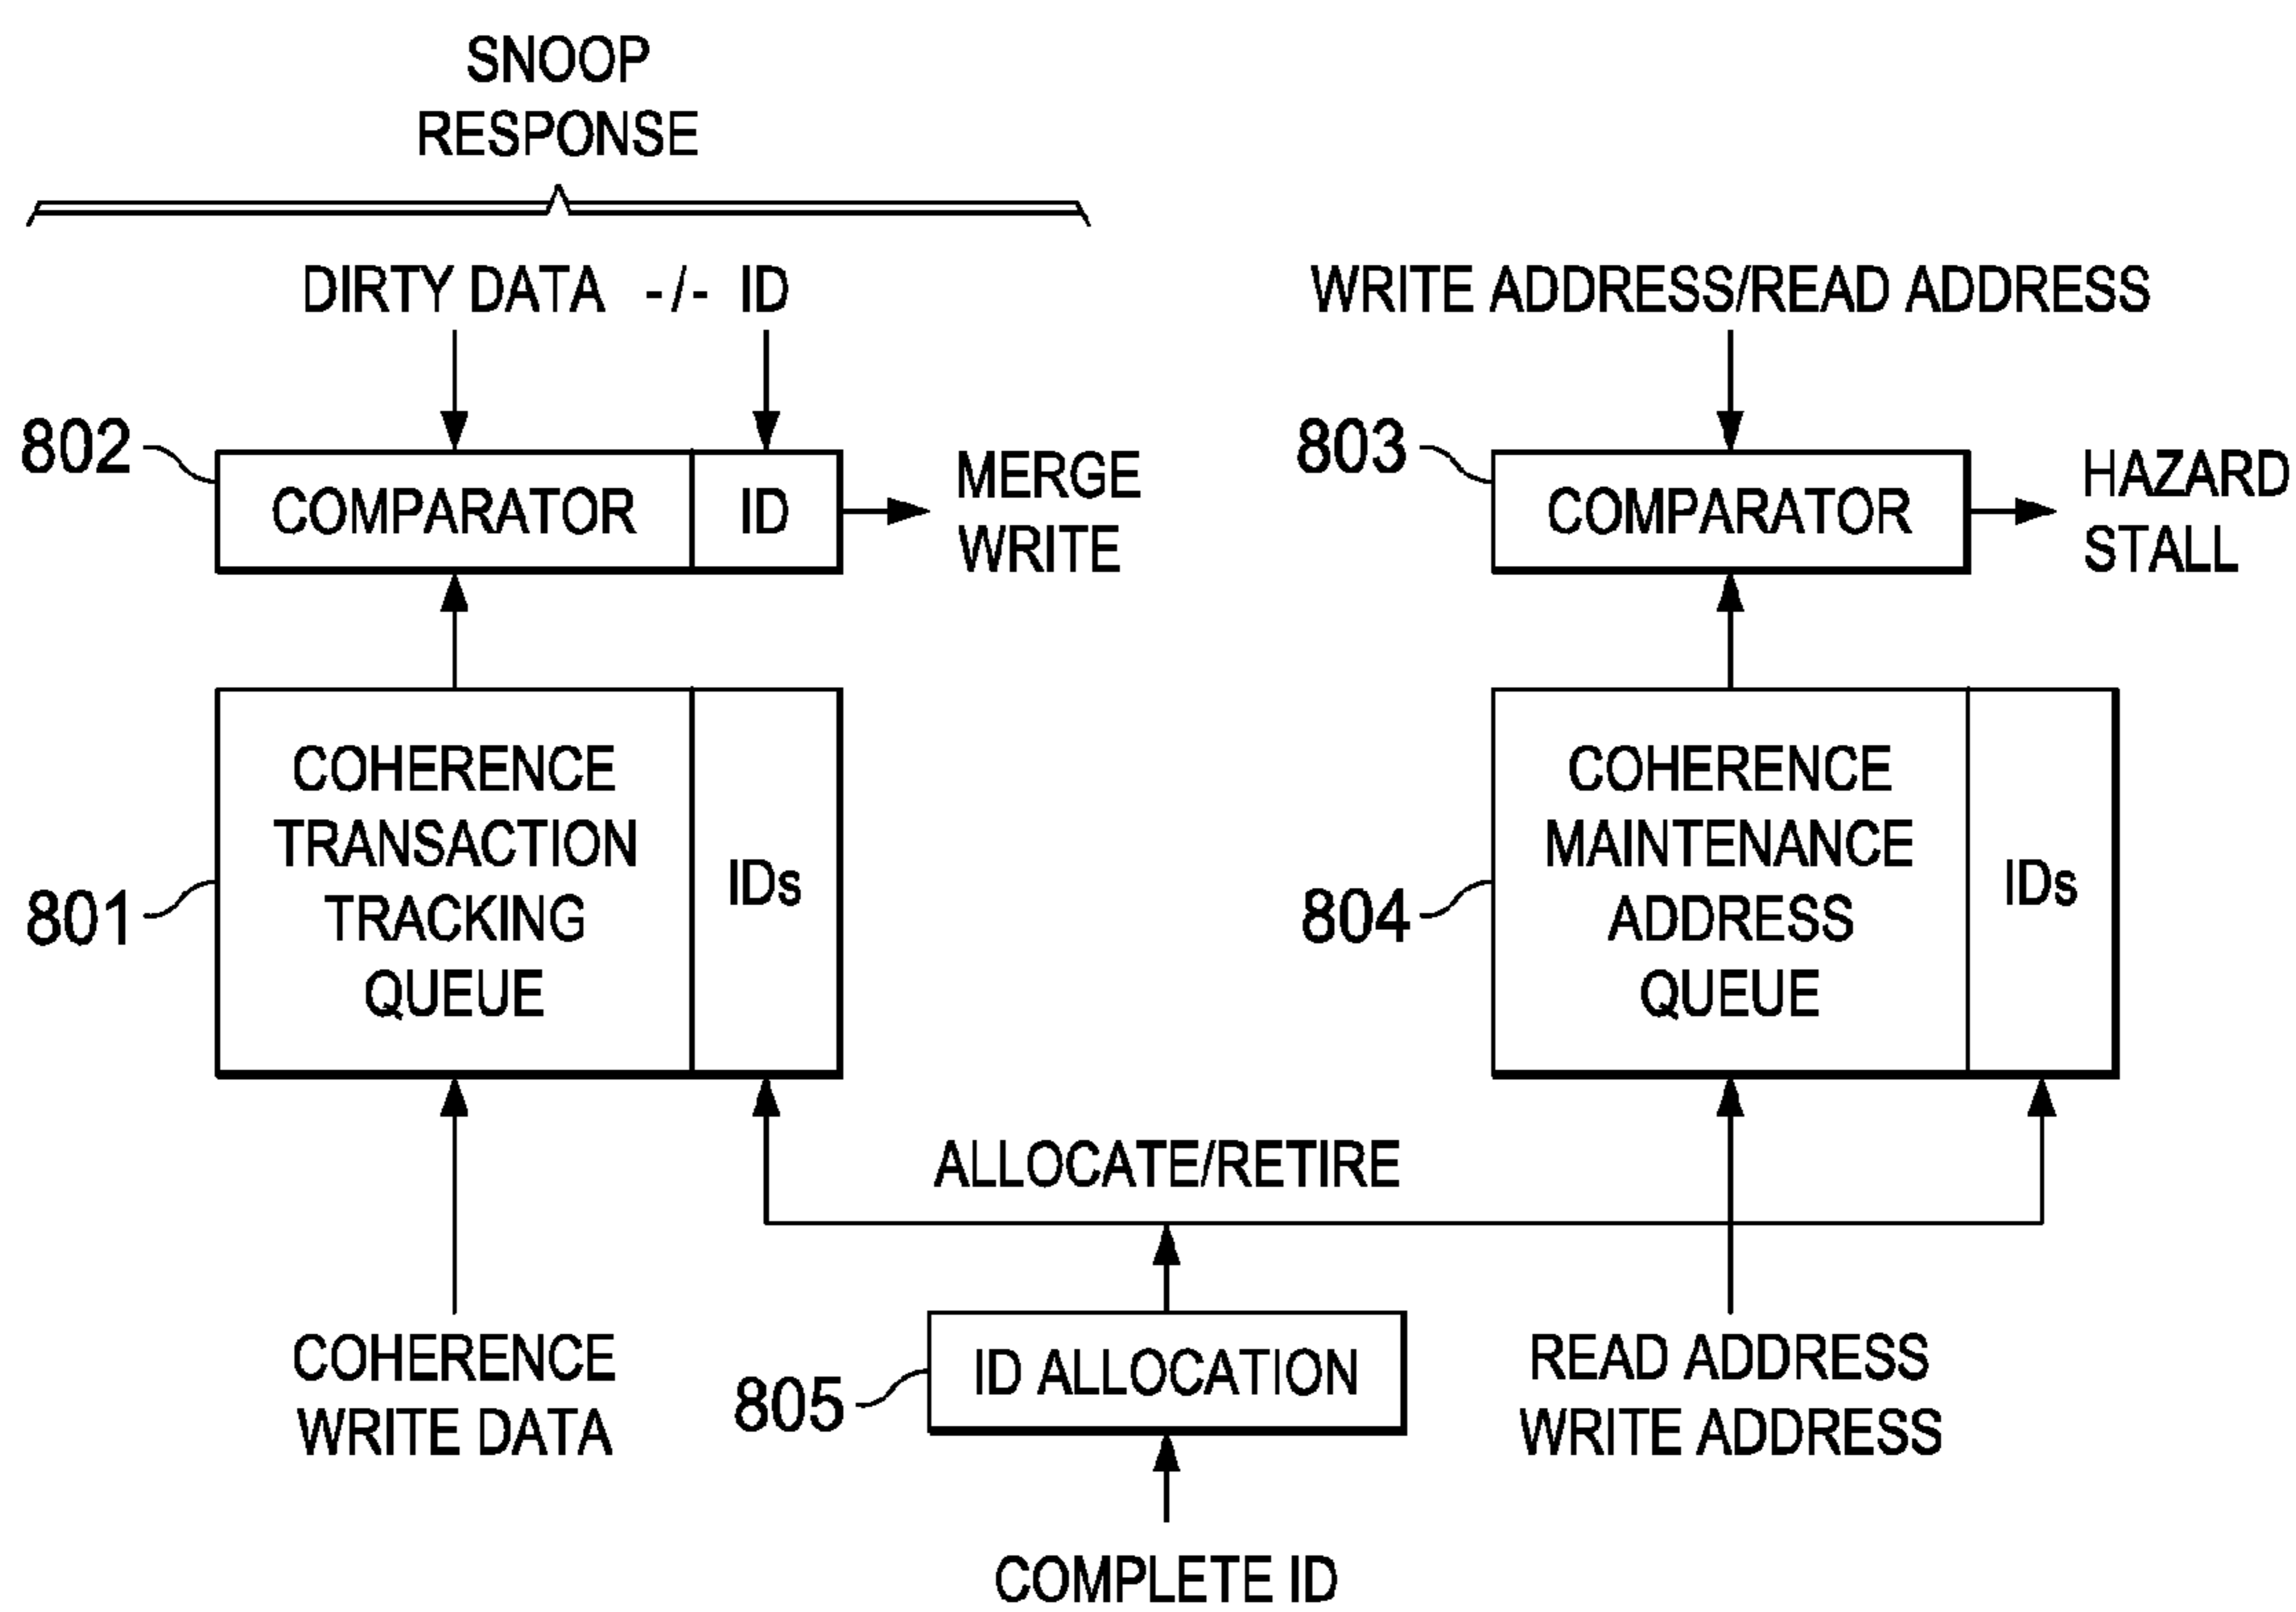 SNOOP
RESPONSE
DIRTY DATA -/- ID
WRITE ADDRESS/READ ADDRESS
802
COMPARATOR
ID
MERGE
WRITE
803
COMPARATOR
HAZARD
STALL
801
COHERENCE
TRANSACTION
TRACKING
QUEUE
IDs
804
COHERENCE
MAINTENANCE
ADDRESS
QUEUE
IDs
ALLOCATE/RETIRE
COHERENCE
WRITE DATA
805
ID ALLOCATION
READ ADDRESS
WRITE ADDRESS
COMPLETE ID